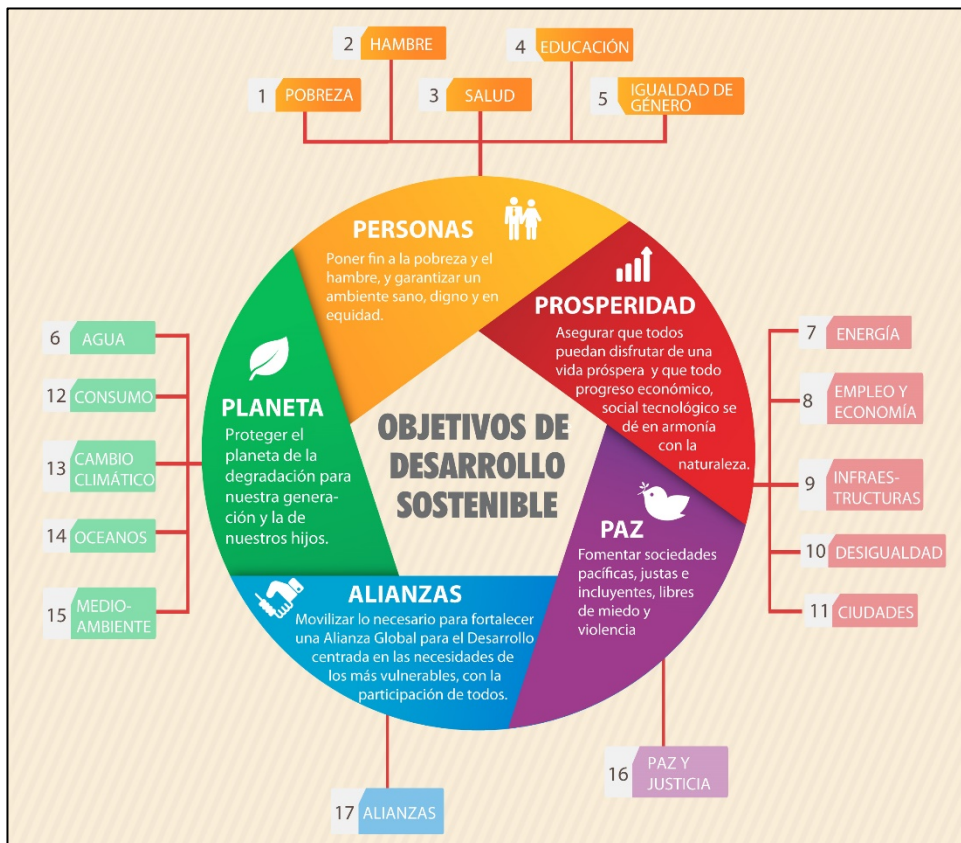 2 HAMBRE
4 EDUCACIÓN
1 POBREZA
3 SALUD
5 IGUALDAD DE
GÉNERO
PERSONAS
Poner fin a la pobreza y el
hambre, y garantizar un
ambiente sano, digno y en
equidad.
PROSPERIDAD
Asegurar que todos
puedan disfrutar de una
vida próspera y que todo
progreso económico,
social tecnológico se
dé en armonía
con la
naturaleza.
6 AGUA
12 CONSUMO
13 CAMBIO
CLIMÁTICO
14 OCEANOS
15 MEDIO-
AMBIENTE
PLANETA
Proteger el
planeta de la
degradación para
nuestra genera-
ción y la de
nuestros hijos.
OBJETIVOS DE
DESARROLLO
SOSTENIBLE
7 ENERGÍA
8 EMPLEO Y
ECONOMÍA
9 INFRAES-
TRUCTURAS
10 DESIGUALDAD
11 CIUDADES
PAZ
Fomentar sociedades
pacíficas, justas e
incluyentes, libres
de miedo y
violencia
ALIANZAS
Movilizar lo necesario para fortalecer
una Alianza Global para el Desarrollo
centrada en las necesidades de
los más vulnerables, con la
participación de todos.
16 PAZ Y
JUSTICIA
17 ALIANZAS